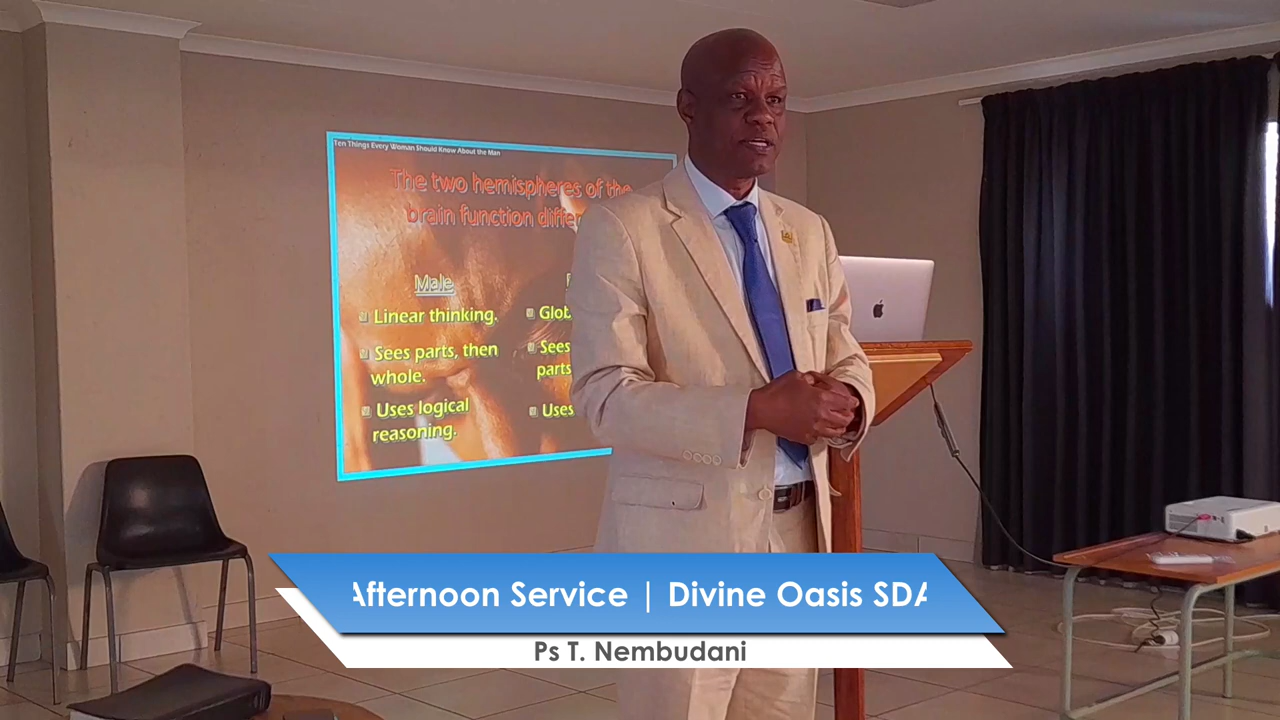 Ten Things Every Woman Should Know About the Man
The two hemispheres of the
brain function differ
Male
Linear thinking.
Glob
Sees parts, then
whole.
Sees
parts
Uses logical
reasoning.
Uses
Afternoon Service | Divine Oasis SDA
Ps T. Nembudani